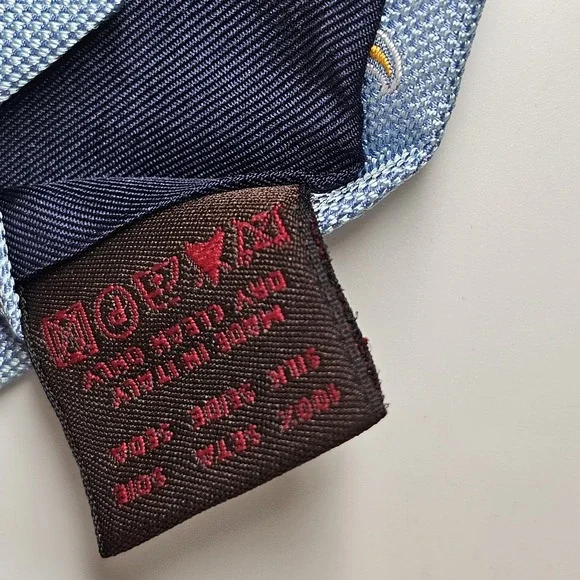 100% SETA SOIE
SILK SEIDE SEDA
MADE IN ITALY
DRY CLEAN ONLY